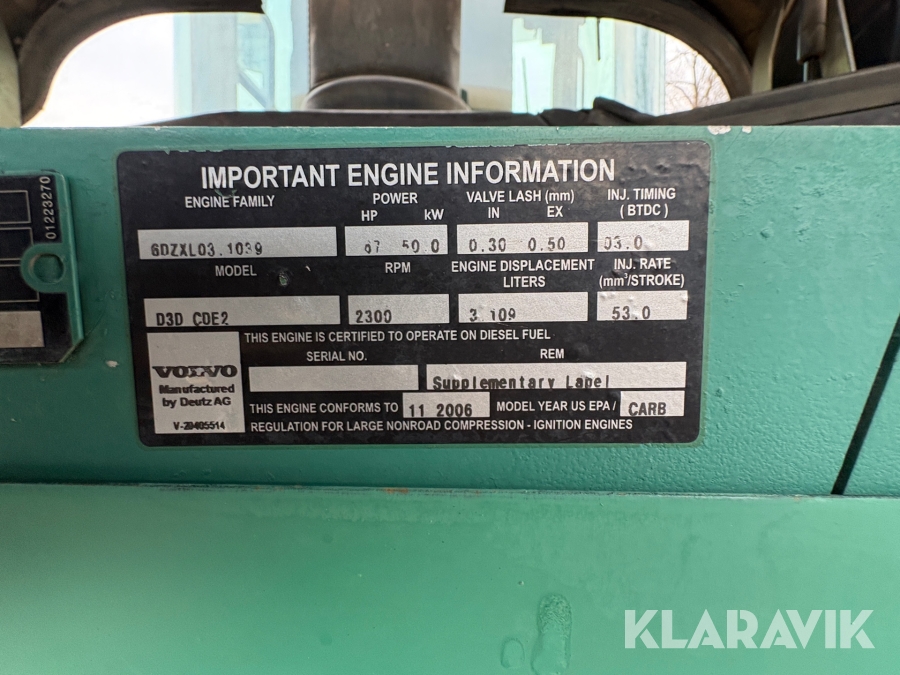 IMPORTANT ENGINE INFORMATION
ENGINE FAMILY POWER VALVE LASH (mm) INJ. TIMING
HP kW IN EX ( BTDC )
6DZXL03.1039 67 50.0 0.30 0.50 03.0
MODEL RPM ENGINE DISPLACEMENT INJ. RATE
LITERS (mm³/STROKE)
D3D CDE2 2300 3.109 53.0
THIS ENGINE IS CERTIFIED TO OPERATE ON DIESEL FUEL
SERIAL NO. REM
VOLVO
Supplementary Label
Manufactured
by Deutz AG
THIS ENGINE CONFORMS TO 11 2006 MODEL YEAR US EPA / CARB
V-20405514
REGULATION FOR LARGE NONROAD COMPRESSION - IGNITION ENGINES
01223270
KLARAVIK